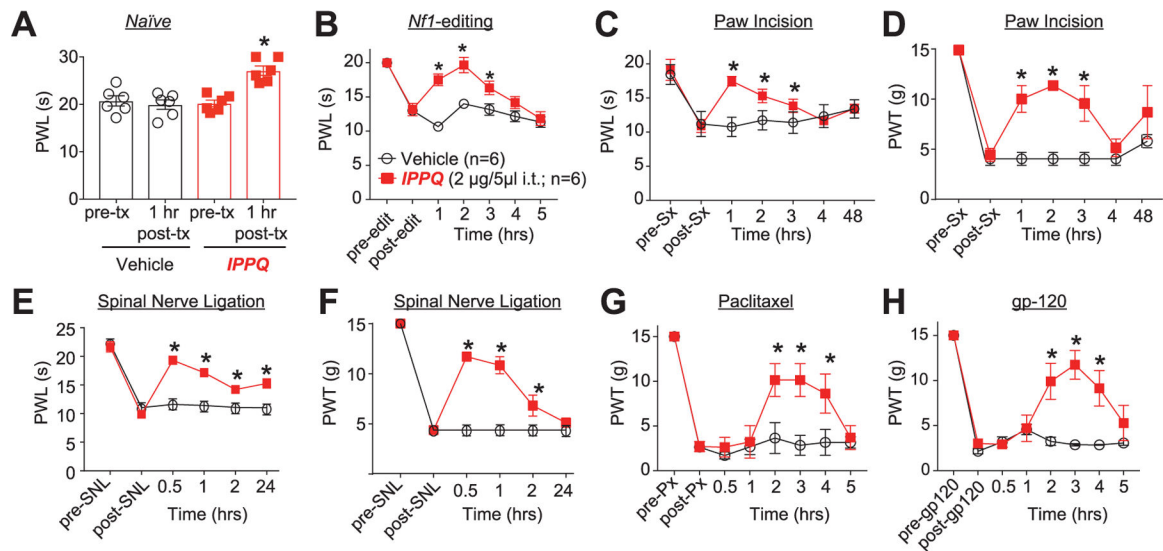 A
Naïve
PWL (s)
30
20
10
0
*
pre-tx
1 hr
post-tx
pre-tx
1 hr
post-tx
Vehicle
IPPQ
B
Nf1-editing
PWL (s)
20
15
10
5
0
* * *
Vehicle (n=6)
IPPQ (2 µg/5µl i.t.; n=6)
pre-edit
post-edit
1 2 3 4 5
Time (hrs)
C
Paw Incision
PWL (s)
20
15
10
5
0
* * *
pre-Sx
post-Sx
1 2 3 4 48
Time (hrs)
D
Paw Incision
PWT (g)
15
10
5
0
* * *
pre-Sx
post-Sx
1 2 3 4 48
Time (hrs)
E
Spinal Nerve Ligation
PWL (s)
25
20
15
10
5
0
* * * *
pre-SNL
post-SNL
0.5 1 2 24
Time (hrs)
F
Spinal Nerve Ligation
PWT (g)
15
10
5
0
* * *
pre-SNL
post-SNL
0.5 1 2 24
Time (hrs)
G
Paclitaxel
PWT (g)
15
10
5
0
* * *
pre-Px
post-Px
0.5 1 2 3 4 5
Time (hrs)
H
gp-120
PWT (g)
15
10
5
0
* * *
pre-gp120
post-gp120
0.5 1 2 3 4 5
Time (hrs)